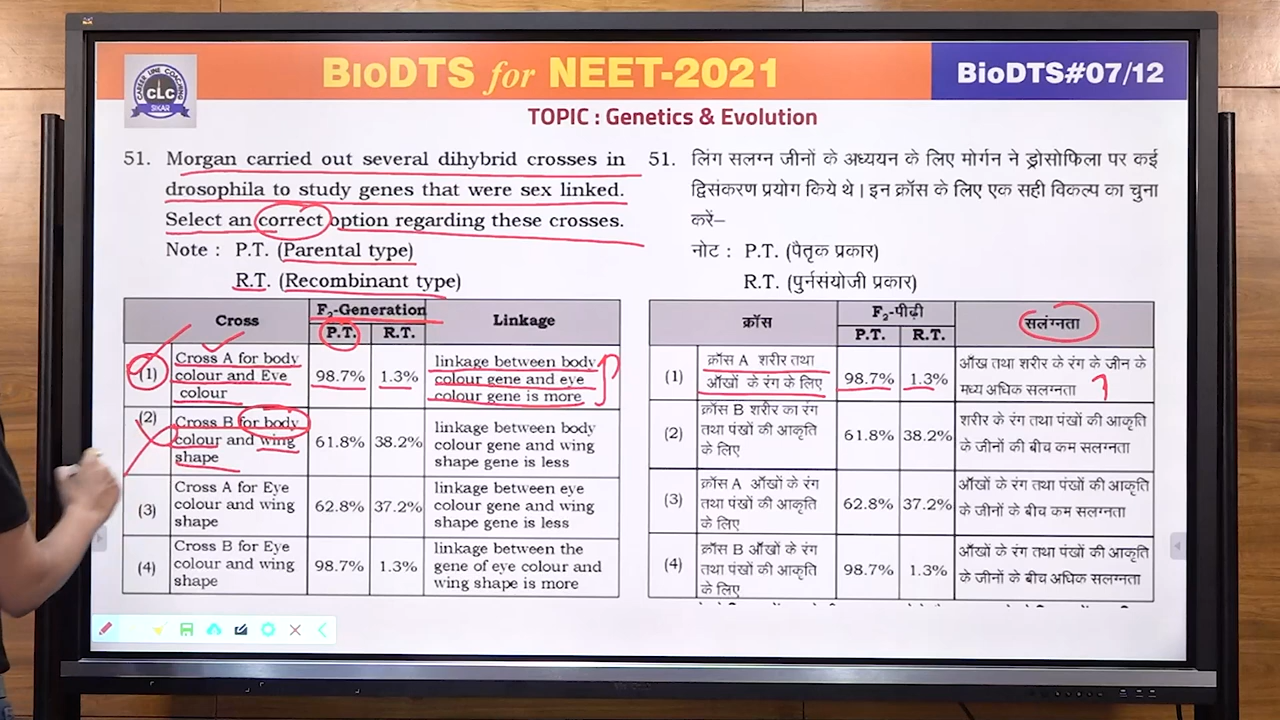 CAREER LINE COACHING
CLC
SIKAR
BIODTS for NEET-2021
BioDTS#07/12
TOPIC : Genetics & Evolution
51. Morgan carried out several dihybrid crosses in
drosophila to study genes that were sex linked.
Select an correct option regarding these crosses.
Note : P.T. (Parental type)
R.T. (Recombinant type)
Cross
F₂-Generation
P.T. R.T.
Linkage
(1) Cross A for body
colour and Eye
colour
98.7% 1.3%
linkage between body
colour gene and eye
colour gene is more
(2) Cross B for body
colour and wing
shape
61.8% 38.2%
linkage between body
colour gene and wing
shape gene is less
(3) Cross A for Eye
colour and wing
shape
62.8% 37.2%
linkage between eye
colour gene and wing
shape gene is less
(4) Cross B for Eye
colour and wing
shape
98.7% 1.3%
linkage between the
gene of eye colour and
wing shape is more
51. लिंग सलग्न जीनों के अध्ययन के लिए मोर्गन ने ड्रोसोफिला पर कई
द्विसंकरण प्रयोग किये थे। इन क्रॉस के लिए एक सही विकल्प का चुना
करें–
नोट : P.T. (पैतृक प्रकार)
R.T. (पुर्नसंयोजी प्रकार)
क्रॉस
F₂-पीढ़ी
P.T. R.T.
सलंग्नता
(1) क्रॉस A शरीर तथा
आँखों के रंग के लिए
98.7% 1.3%
आँख तथा शरीर के रंग के जीन के
मध्य अधिक सलग्नता
(2) क्रॉस B शरीर का रंग
तथा पंखों की आकृति
के लिए
61.8% 38.2%
शरीर के रंग तथा पंखों की आकृति
के जीनों की बीच कम सलग्नता
(3) क्रॉस A आँखों के रंग
तथा पंखों की आकृति
के लिए
62.8% 37.2%
आँखों के रंग तथा पंखों की आकृति
के जीनों के बीच कम सलग्नता
(4) क्रॉस B आँखों के रंग
तथा पंखों की आकृति
के लिए
98.7% 1.3%
आँखों के रंग तथा पंखों की आकृति
के जीनों के बीच अधिक सलग्नता